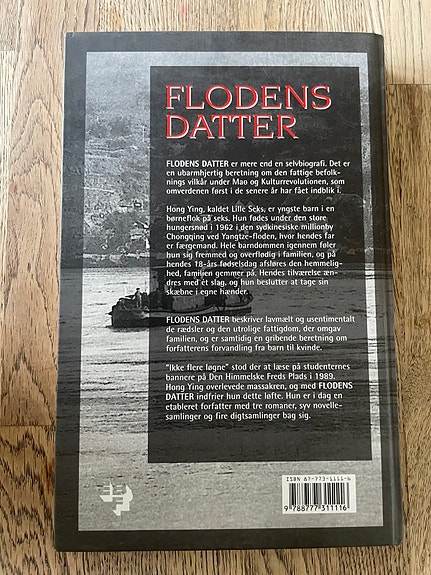 FLODENS
DATTER
FLODENS DATTER er mere end en selvbiografi. Det er
en ubarmhjertig beretning om den fattige befolk-
nings vilkår under Mao og Kulturrevolutionen, som
omverdenen først i de senere år har fået indblik i.
Hong Ying, kaldet Lille Seks, er yngste barn i en
børneflok på seks. Hun fødes under den store
hungersnød i 1962 i den sydkinesiske millionby
Chongqing ved Yangtze-floden, hvor hendes far
er færgemand. Hele barndommen igennem føler
hun sig fremmed og overflødig i familien, og på
hendes 18-års fødselsdag afsløres den hemmelig-
hed, familien gemmer på. Hendes tilværelse æn-
dres med ét slag, og hun beslutter at tage sin
skæbne i egne hænder.
FLODENS DATTER beskriver lavmælt og usentimentalt
de rædsler og den utrolige fattigdom, der omgav
familien, og er samtidig en gribende beretning om
forfatterens forvandling fra barn til kvinde.
"Ikke flere løgne" stod der at læse på studenternes
bannere på Den Himmelske Freds Plads i 1989.
Hong Ying overlevede massakren, og med FLODENS
DATTER indfrier hun dette løfte. Hun er i dag en
etableret forfatter med tre romaner, syv novelle-
samlinger og fire digtsamlinger bag sig.
ISBN 87-773-1111-6
9 788777 311116